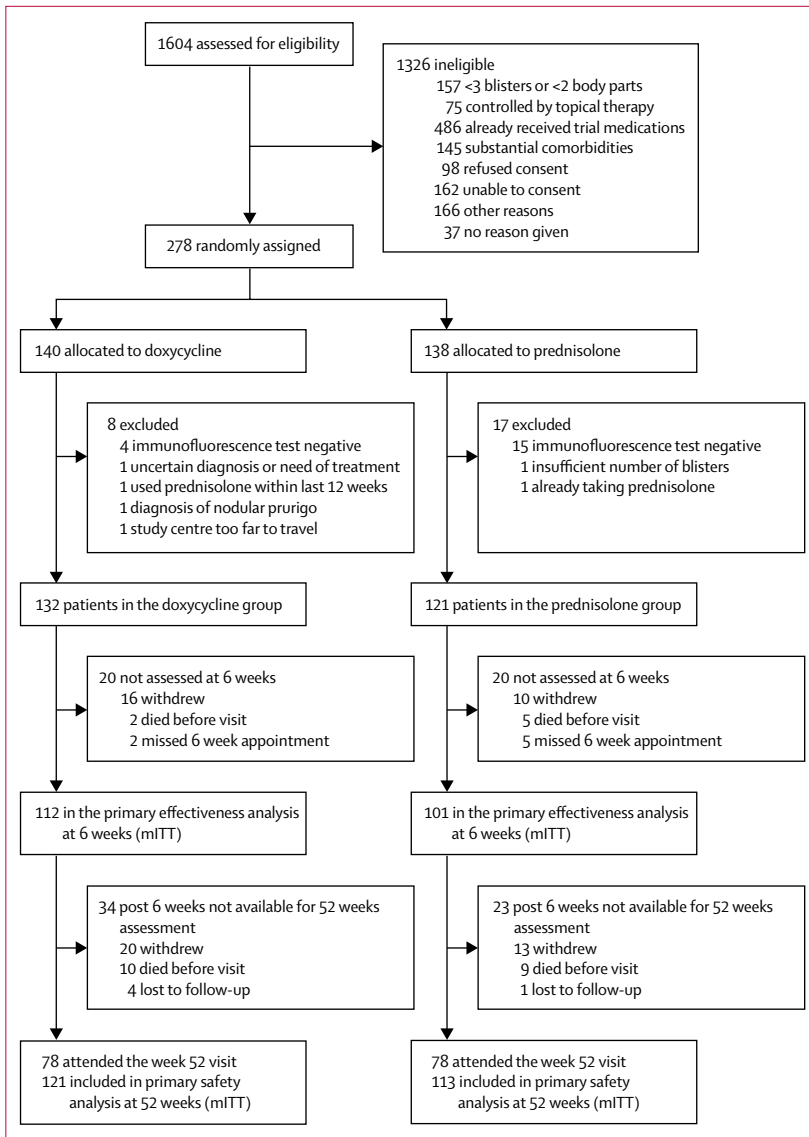 1604 assessed for eligibility
1326 ineligible
157 <3 blisters or <2 body parts
75 controlled by topical therapy
486 already received trial medications
145 substantial comorbidities
98 refused consent
162 unable to consent
166 other reasons
37 no reason given
278 randomly assigned
140 allocated to doxycycline
138 allocated to prednisolone
8 excluded
4 immunofluorescence test negative
1 uncertain diagnosis or need of treatment
1 used prednisolone within last 12 weeks
1 diagnosis of nodular prurigo
1 study centre too far to travel
17 excluded
15 immunofluorescence test negative
1 insufficient number of blisters
1 already taking prednisolone
132 patients in the doxycycline group
121 patients in the prednisolone group
20 not assessed at 6 weeks
16 withdrew
2 died before visit
2 missed 6 week appointment
20 not assessed at 6 weeks
10 withdrew
5 died before visit
5 missed 6 week appointment
112 in the primary effectiveness analysis
at 6 weeks (mITT)
101 in the primary effectiveness analysis
at 6 weeks (mITT)
34 post 6 weeks not available for 52 weeks
assessment
20 withdrew
10 died before visit
4 lost to follow-up
23 post 6 weeks not available for 52 weeks
assessment
13 withdrew
9 died before visit
1 lost to follow-up
78 attended the week 52 visit
121 included in primary safety
analysis at 52 weeks (mITT)
78 attended the week 52 visit
113 included in primary safety
analysis at 52 weeks (mITT)